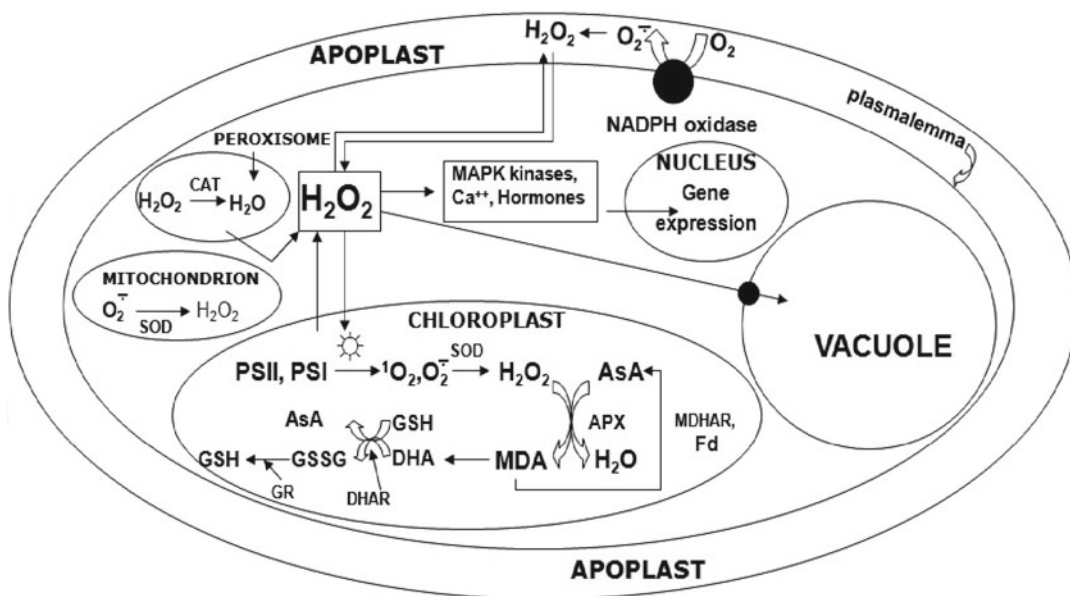 H₂O₂ O₂⁻ O₂
APOPLAST
NADPH oxidase
plasmalemma
PEROXISOME
CAT
H₂O₂ H₂O
H₂O₂
MAPK kinases,
Ca⁺⁺, Hormones
NUCLEUS
Gene
expression
MITOCHONDRION
O₂⁻ H₂O₂
SOD
VACUOLE
CHLOROPLAST
SOD
PSII, PSI ¹O₂,O₂⁻ H₂O₂ AsA
AsA GSH APX MDHAR,
Fd
GSH GSSG DHA MDA H₂O
GR DHAR
APOPLAST